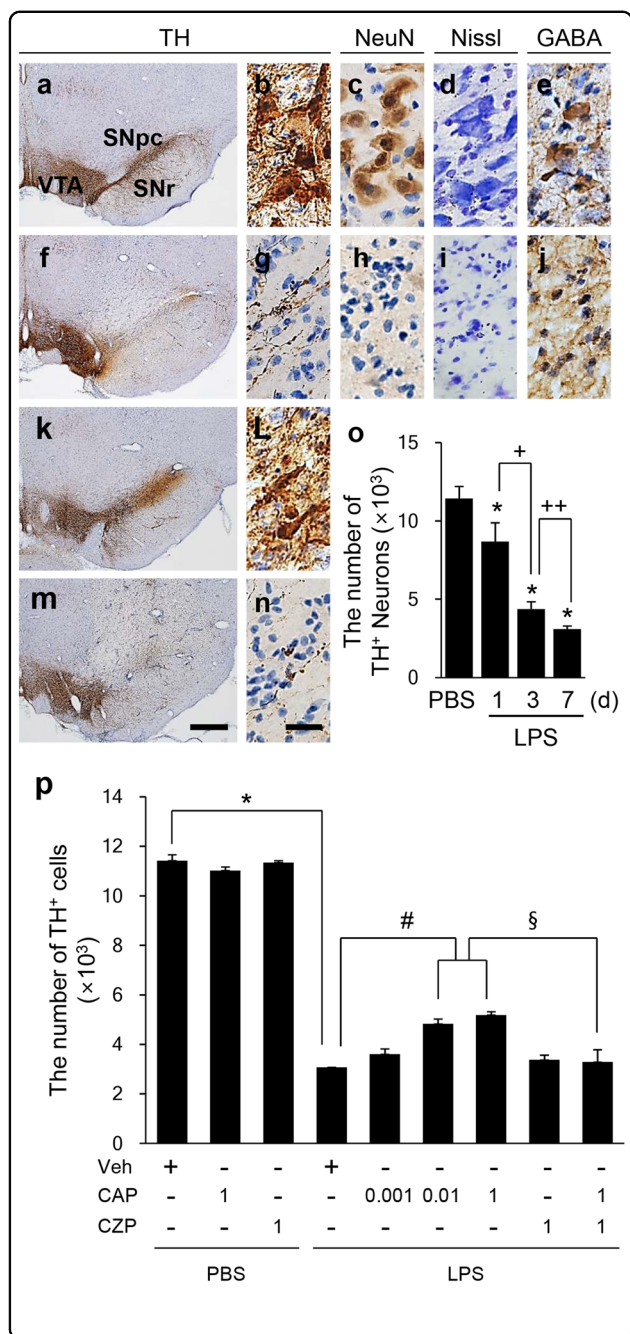 TH NeuN Nissl GABA
a b c d e
SNpc
VTA SNr
f g h i j
k L o
The number of
TH⁺ Neurons (×10³)
15
10
5
0
+
++
* * *
PBS 1 3 7 (d)
LPS
m n
p
The number of TH⁺ cells
(×10³)
14
12
10
8
6
4
2
0
*
# §
Veh + - - + - - - - -
CAP - 1 - - 0.001 0.01 1 - 1
CZP - - 1 - - - - 1 1
PBS LPS